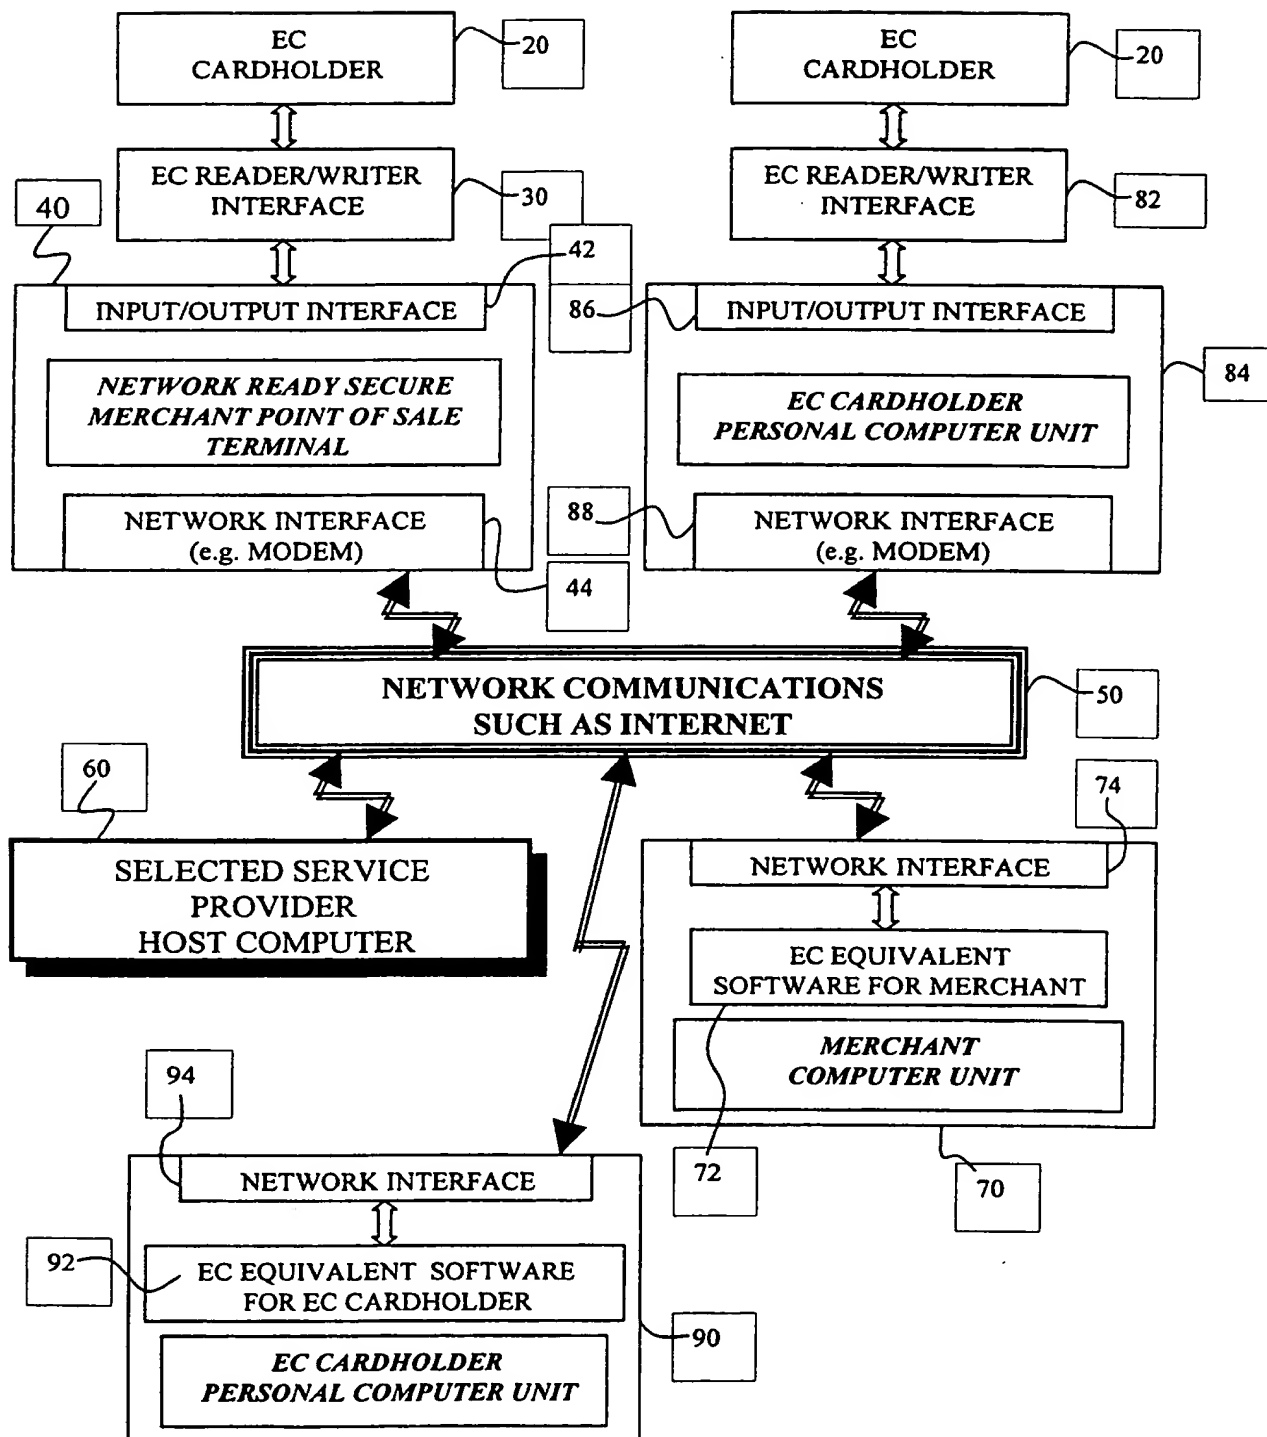 EC
CARDHOLDER
20
EC
CARDHOLDER
20
EC READER/WRITER
INTERFACE
30
EC READER/WRITER
INTERFACE
82
40
INPUT/OUTPUT INTERFACE
42
86
INPUT/OUTPUT INTERFACE
84
NETWORK READY SECURE
MERCHANT POINT OF SALE
TERMINAL
EC CARDHOLDER
PERSONAL COMPUTER UNIT
NETWORK INTERFACE
(e.g. MODEM)
44
88
NETWORK INTERFACE
(e.g. MODEM)
NETWORK COMMUNICATIONS
SUCH AS INTERNET
50
60
SELECTED SERVICE
PROVIDER
HOST COMPUTER
74
NETWORK INTERFACE
EC EQUIVALENT
SOFTWARE FOR MERCHANT
MERCHANT
COMPUTER UNIT
72
70
94
NETWORK INTERFACE
92
EC EQUIVALENT SOFTWARE
FOR EC CARDHOLDER
90
EC CARDHOLDER
PERSONAL COMPUTER UNIT